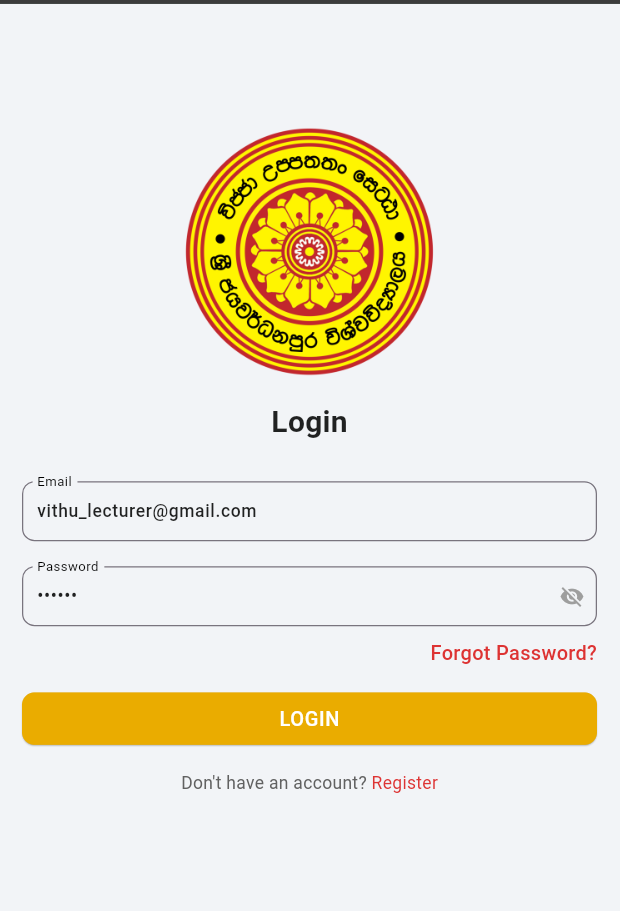 විජ්ජා උප්පතතං සෙට්ඨා
ශ්‍රී ජයවර්ධනපුර විශ්වවිද්‍යාලය
Login
Email
vithu_lecturer@gmail.com
Password
••••••
Forgot Password?
LOGIN
Don't have an account? Register